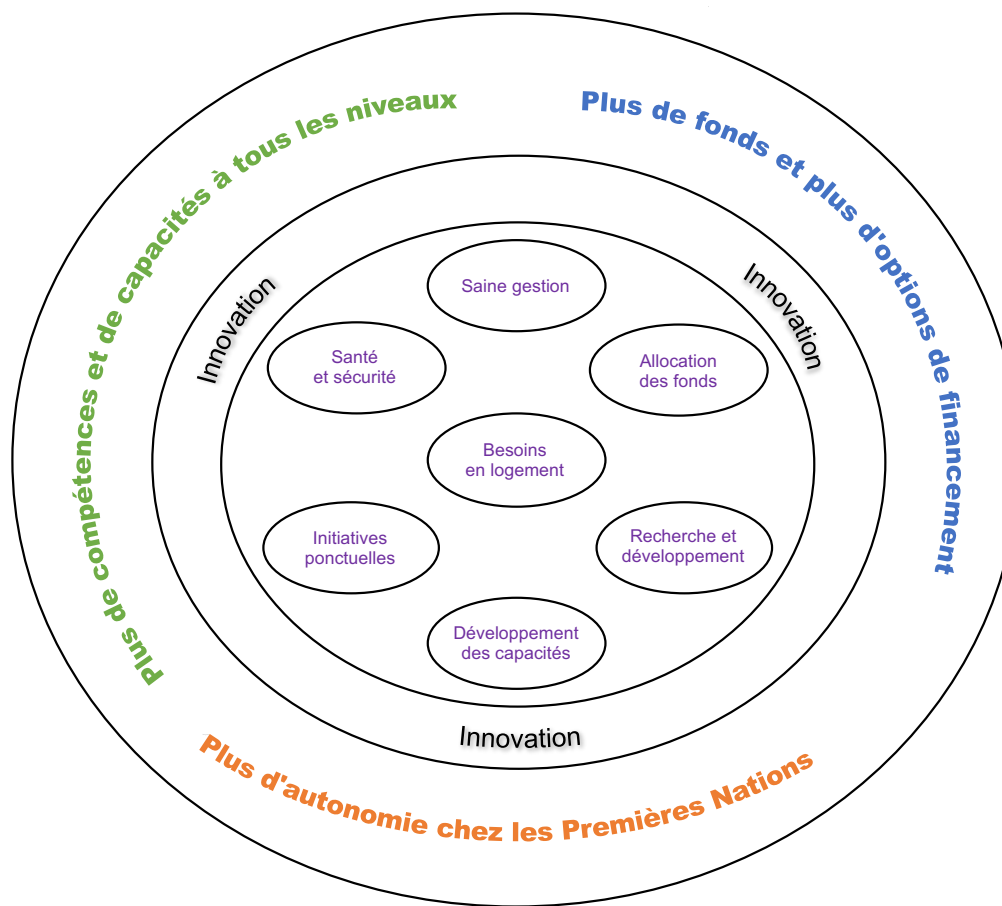 Plus de compétences et de capacités à tous les niveaux
Plus de fonds et plus d'options de financement
Innovation
Innovation
Saine gestion
Santé
et sécurité
Allocation
des fonds
Besoins
en logement
Initiatives
ponctuelles
Recherche et
développement
Développement
des capacités
Innovation
Plus d'autonomie chez les Premières Nations